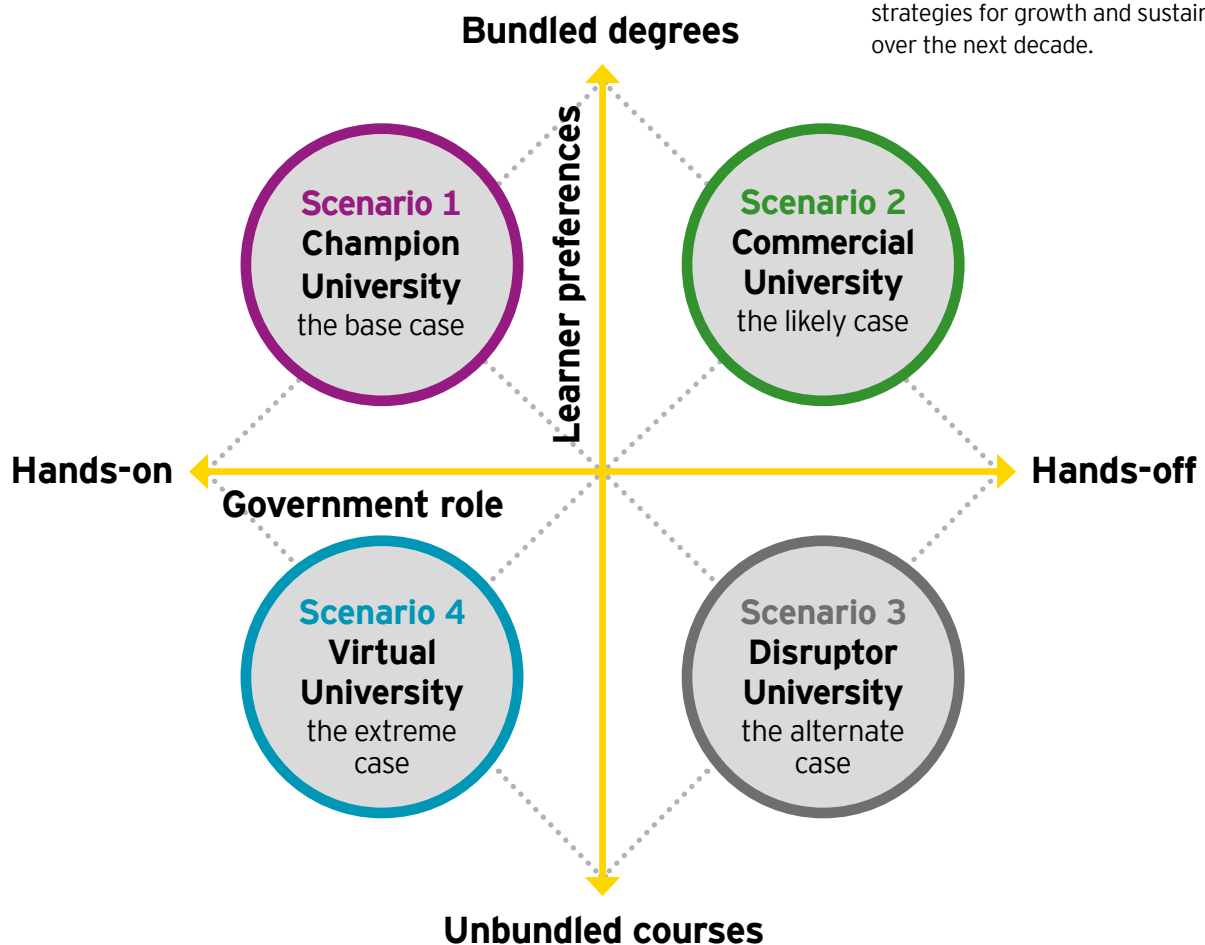 strategies for growth and sustain
over the next decade.
Bundled degrees
Learner preferences
Scenario 1
Champion
University
the base case
Scenario 2
Commercial
University
the likely case
Hands-on
Hands-off
Government role
Scenario 4
Virtual
University
the extreme
case
Scenario 3
Disruptor
University
the alternate
case
Unbundled courses